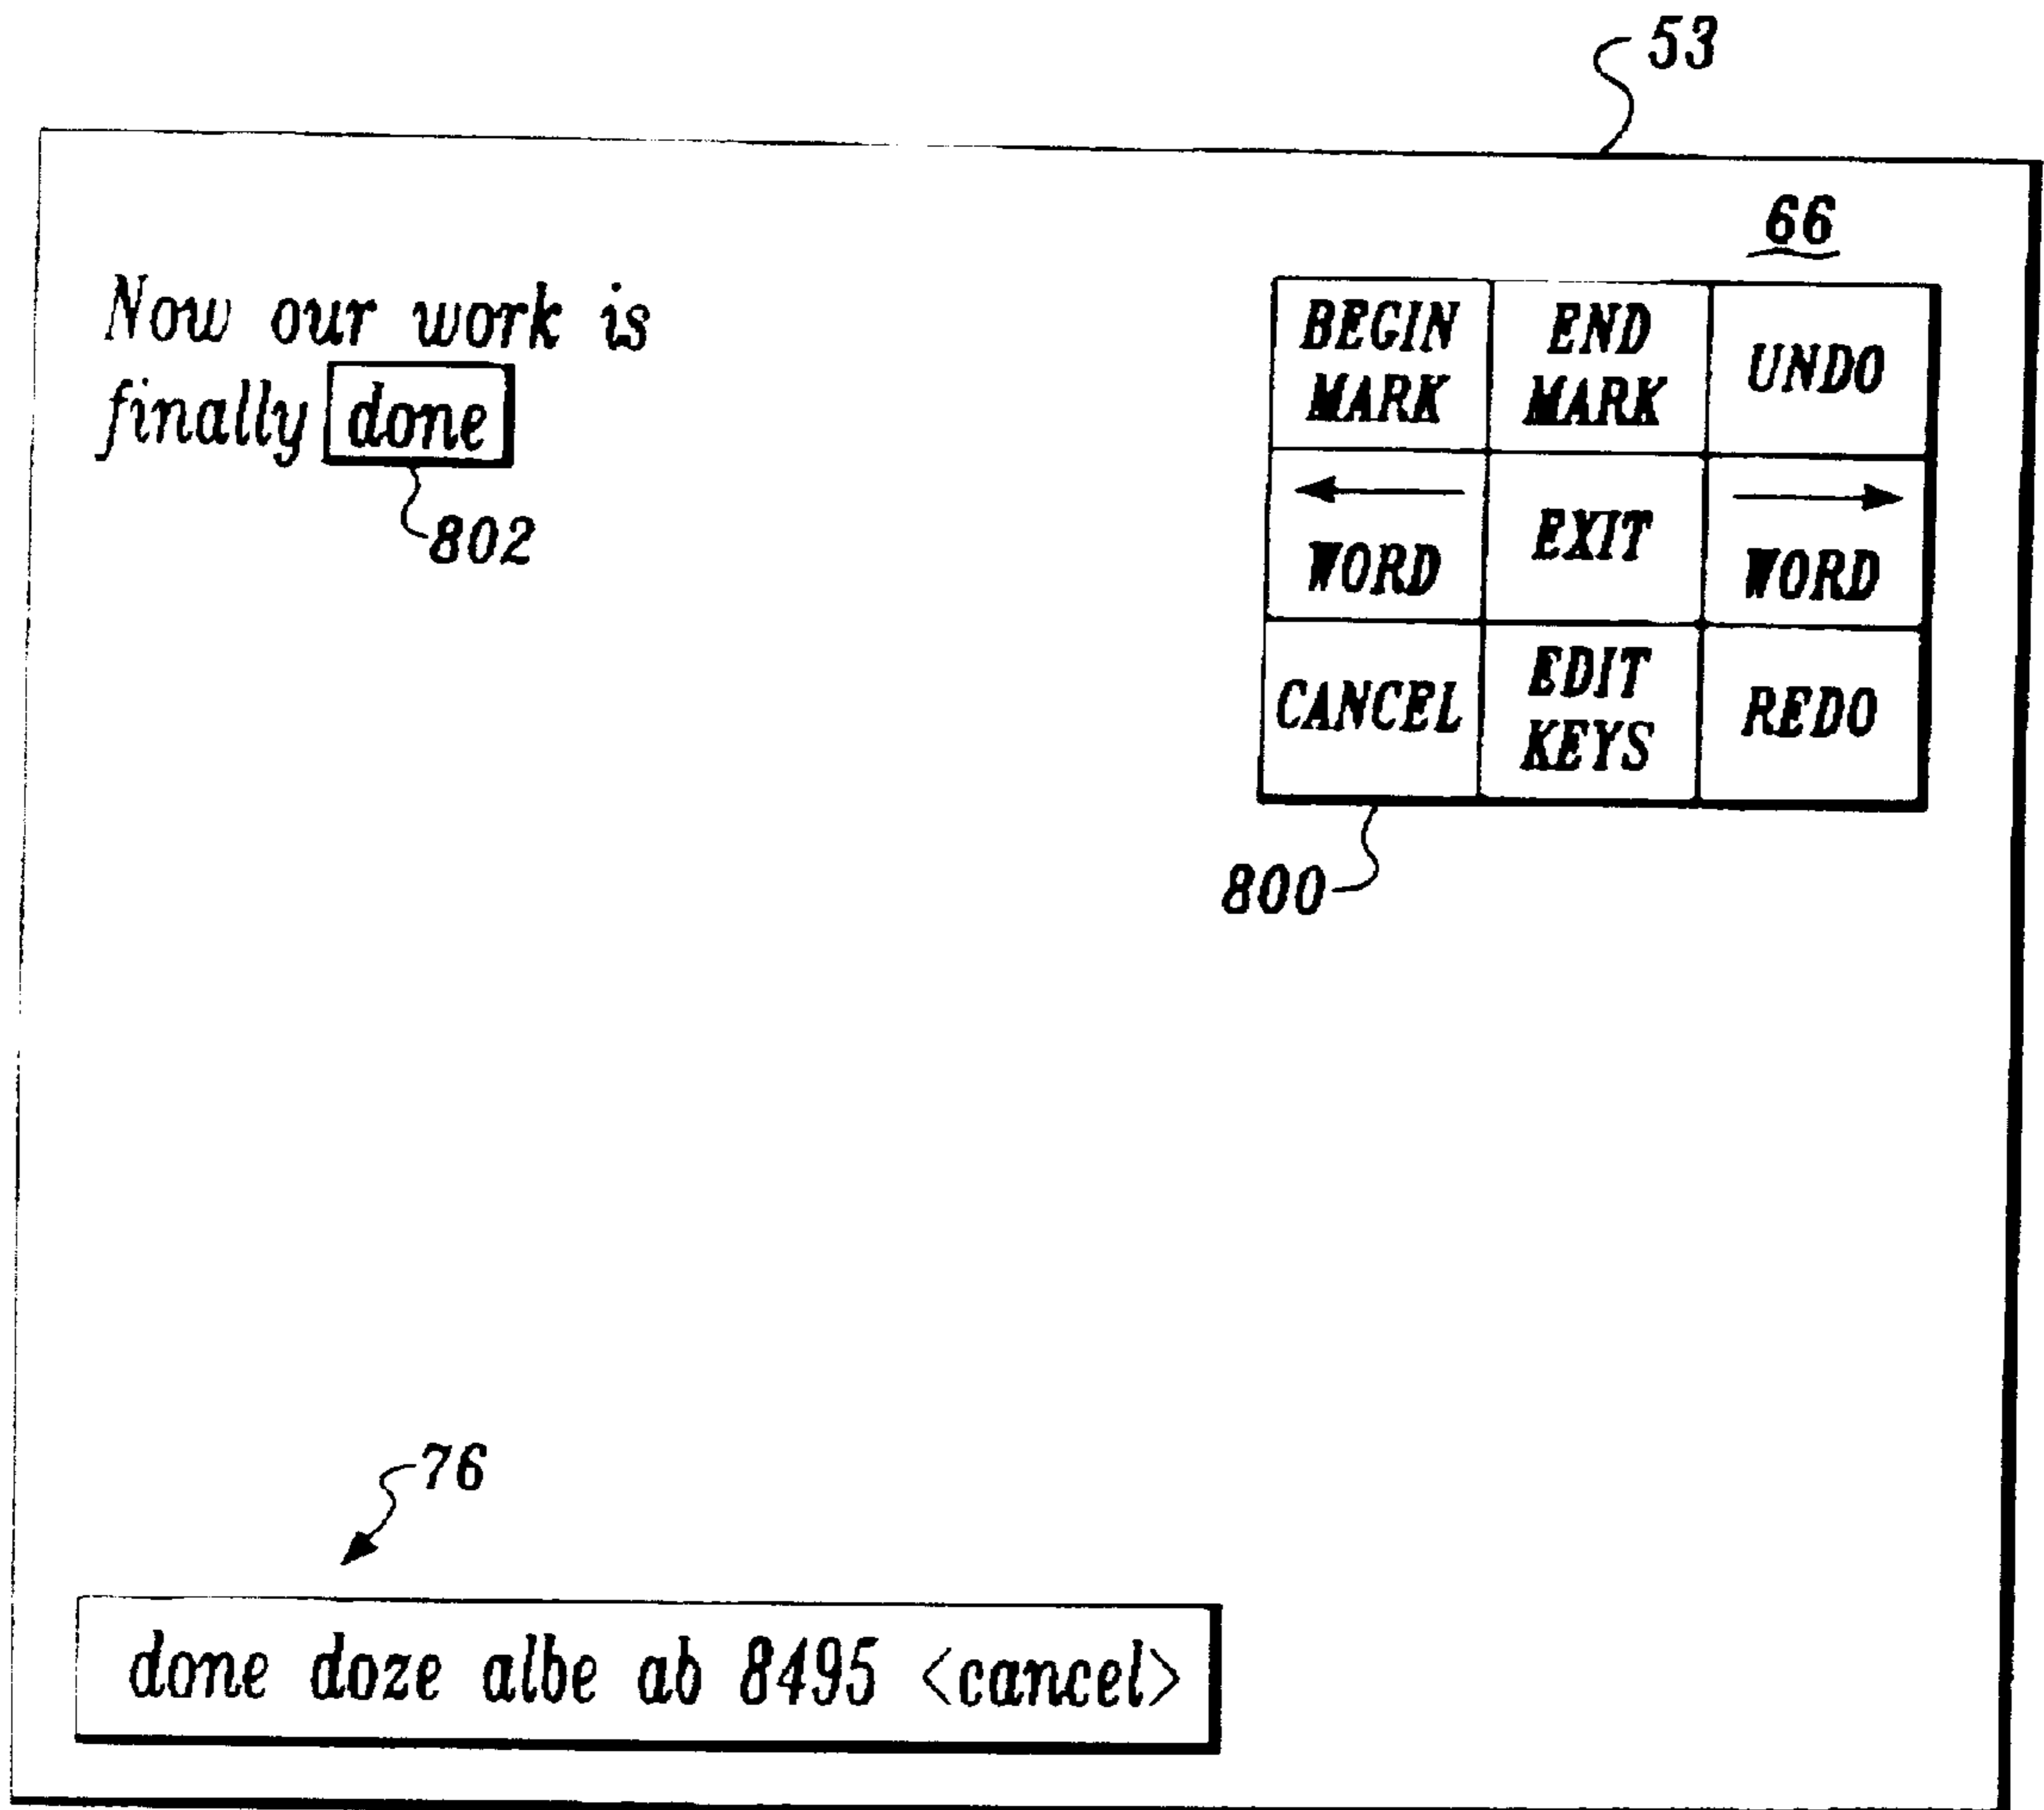 53
66
Now our work is
finally done
802
BEGIN MARK
END MARK
UNDO
WORD
EXIT
WORD
CANCEL
EDIT KEYS
REDO
800
76
done doze albe ab 8495 <cancel>